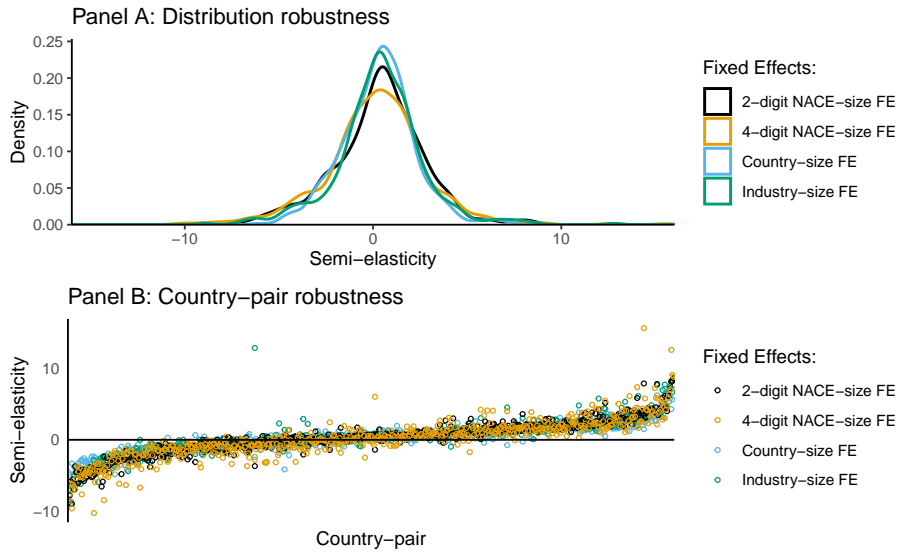 Panel A: Distribution robustness
0.25
0.20
0.15
0.10
0.05
0.00
Density
−10
0
10
Semi−elasticity
Fixed Effects:
2−digit NACE−size FE
4−digit NACE−size FE
Country−size FE
Industry−size FE
Panel B: Country−pair robustness
10
0
−10
Semi−elasticity
Country−pair
Fixed Effects:
2−digit NACE−size FE
4−digit NACE−size FE
Country−size FE
Industry−size FE